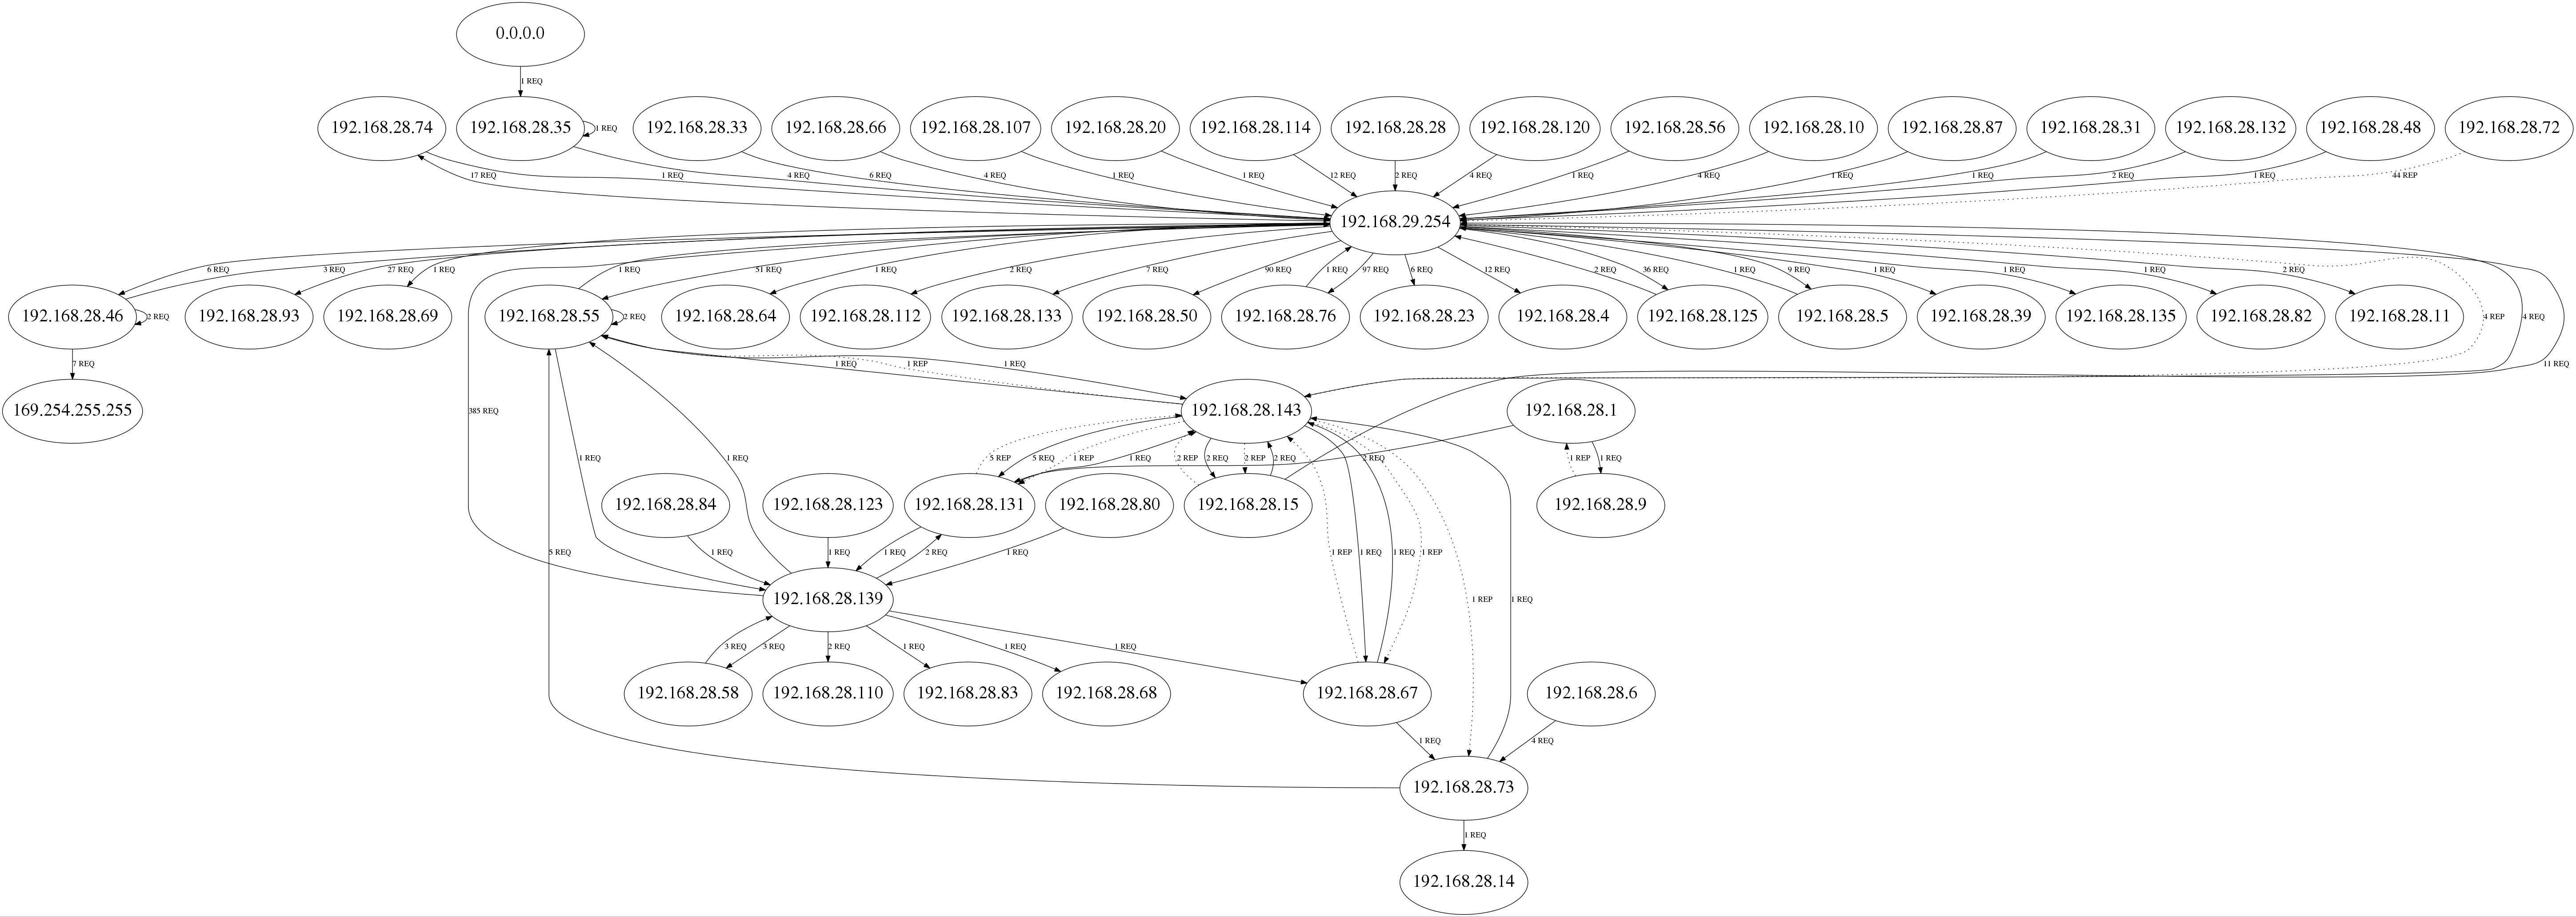 0.0.0.0
1 REQ
192.168.28.74
192.168.28.35
1 REQ
192.168.28.33
192.168.28.66
192.168.28.107
192.168.28.20
192.168.28.114
192.168.28.28
192.168.28.120
192.168.28.56
192.168.28.10
192.168.28.87
192.168.28.31
192.168.28.132
192.168.28.48
192.168.28.72
17 REQ
1 REQ
4 REQ
6 REQ
4 REQ
1 REQ
1 REQ
12 REQ
2 REQ
4 REQ
1 REQ
4 REQ
1 REQ
1 REQ
2 REQ
1 REQ
44 REP
192.168.29.254
6 REQ
3 REQ
27 REQ
1 REQ
1 REQ
51 REQ
1 REQ
2 REQ
7 REQ
90 REQ
1 REQ
97 REQ
6 REQ
12 REQ
2 REQ
36 REQ
1 REQ
9 REQ
1 REQ
1 REQ
1 REQ
2 REQ
192.168.28.46
2 REQ
192.168.28.93
192.168.28.69
192.168.28.55
2 REQ
192.168.28.64
192.168.28.112
192.168.28.133
192.168.28.50
192.168.28.76
192.168.28.23
192.168.28.4
192.168.28.125
192.168.28.5
192.168.28.39
192.168.28.135
192.168.28.82
192.168.28.11
4 REP
4 REQ
7 REQ
1 REQ
1 REP
1 REQ
11 REQ
169.254.255.255
385 REQ
192.168.28.143
192.168.28.1
1 REQ
1 REQ
5 REP
5 REQ
1 REP
1 REQ
2 REP
2 REQ
2 REP
2 REQ
2 REQ
1 REP
1 REQ
192.168.28.84
192.168.28.123
192.168.28.131
192.168.28.80
192.168.28.15
192.168.28.9
5 REQ
1 REQ
1 REQ
1 REQ
2 REQ
1 REQ
1 REP
1 REQ
1 REQ
1 REP
192.168.28.139
1 REP
1 REQ
3 REQ
3 REQ
2 REQ
1 REQ
1 REQ
1 REQ
192.168.28.58
192.168.28.110
192.168.28.83
192.168.28.68
192.168.28.67
192.168.28.6
1 REQ
4 REQ
192.168.28.73
1 REQ
192.168.28.14